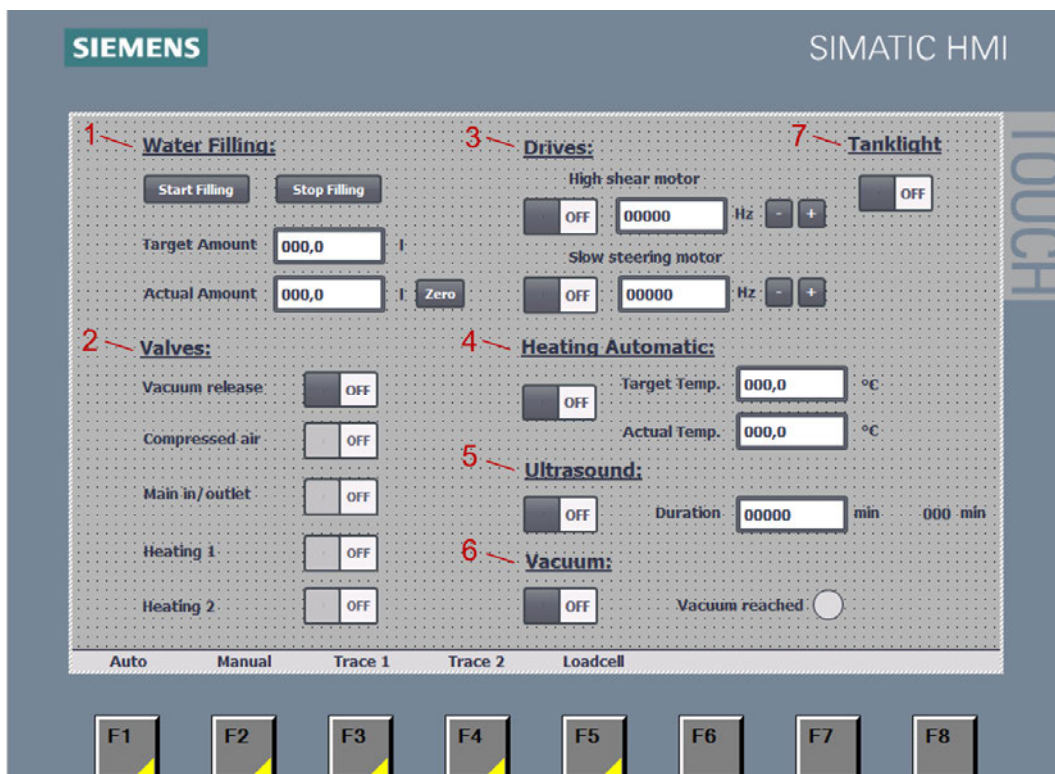 SIEMENS
SIMATIC HMI
TOUCH
1 Water Filling:
Start Filling Stop Filling
Target Amount 000,0 l
Actual Amount 000,0 l Zero
2 Valves:
Vacuum release OFF
Compressed air OFF
Main in/outlet OFF
Heating 1 OFF
Heating 2 OFF
3 Drives:
High shear motor
OFF 00000 Hz - +
Slow steering motor
OFF 00000 Hz - +
4 Heating Automatic:
OFF
Target Temp. 000,0 °C
Actual Temp. 000,0 °C
5 Ultrasound:
OFF Duration 00000 min 000 min
6 Vacuum:
OFF Vacuum reached
7 Tanklight
OFF
Auto Manual Trace 1 Trace 2 Loadcell
F1 F2 F3 F4 F5 F6 F7 F8